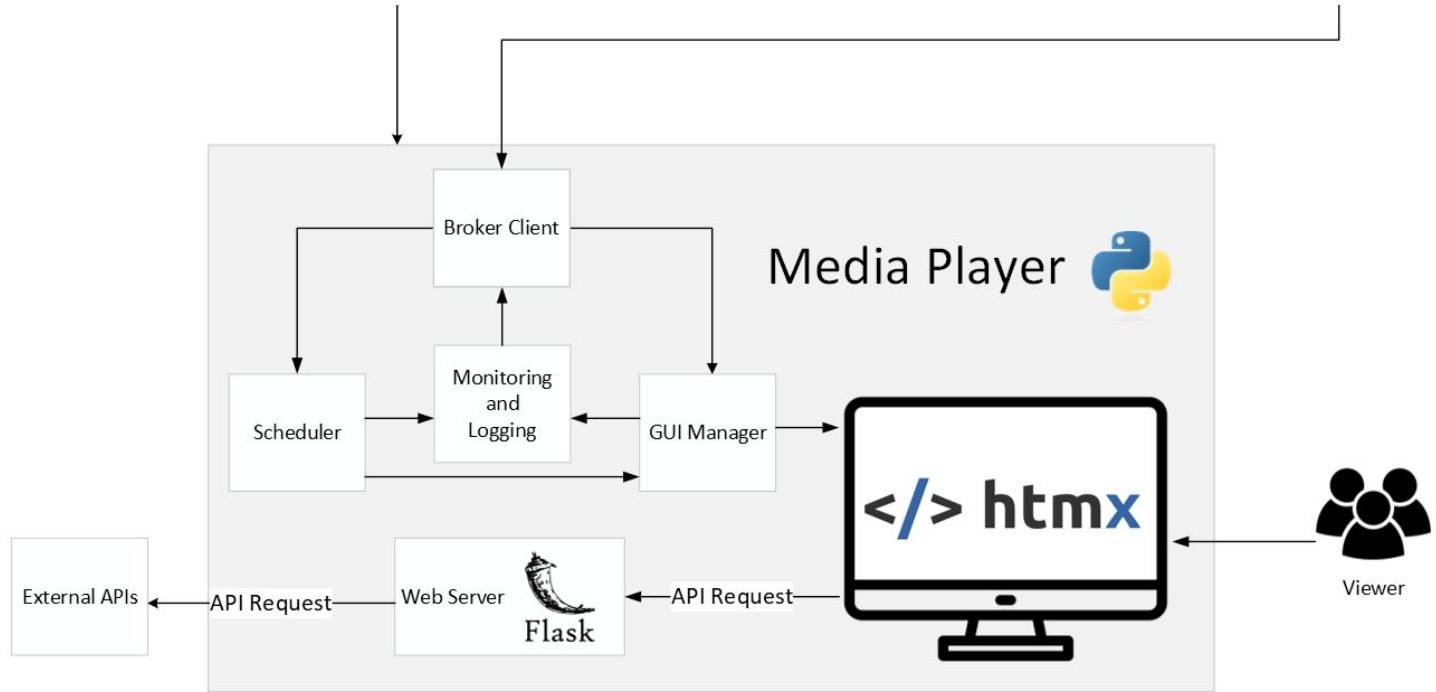 Broker Client
Media Player
Monitoring
and
Logging
Scheduler
GUI Manager
</> htmx
External APIs
API Request
Web Server
Flask
API Request
Viewer